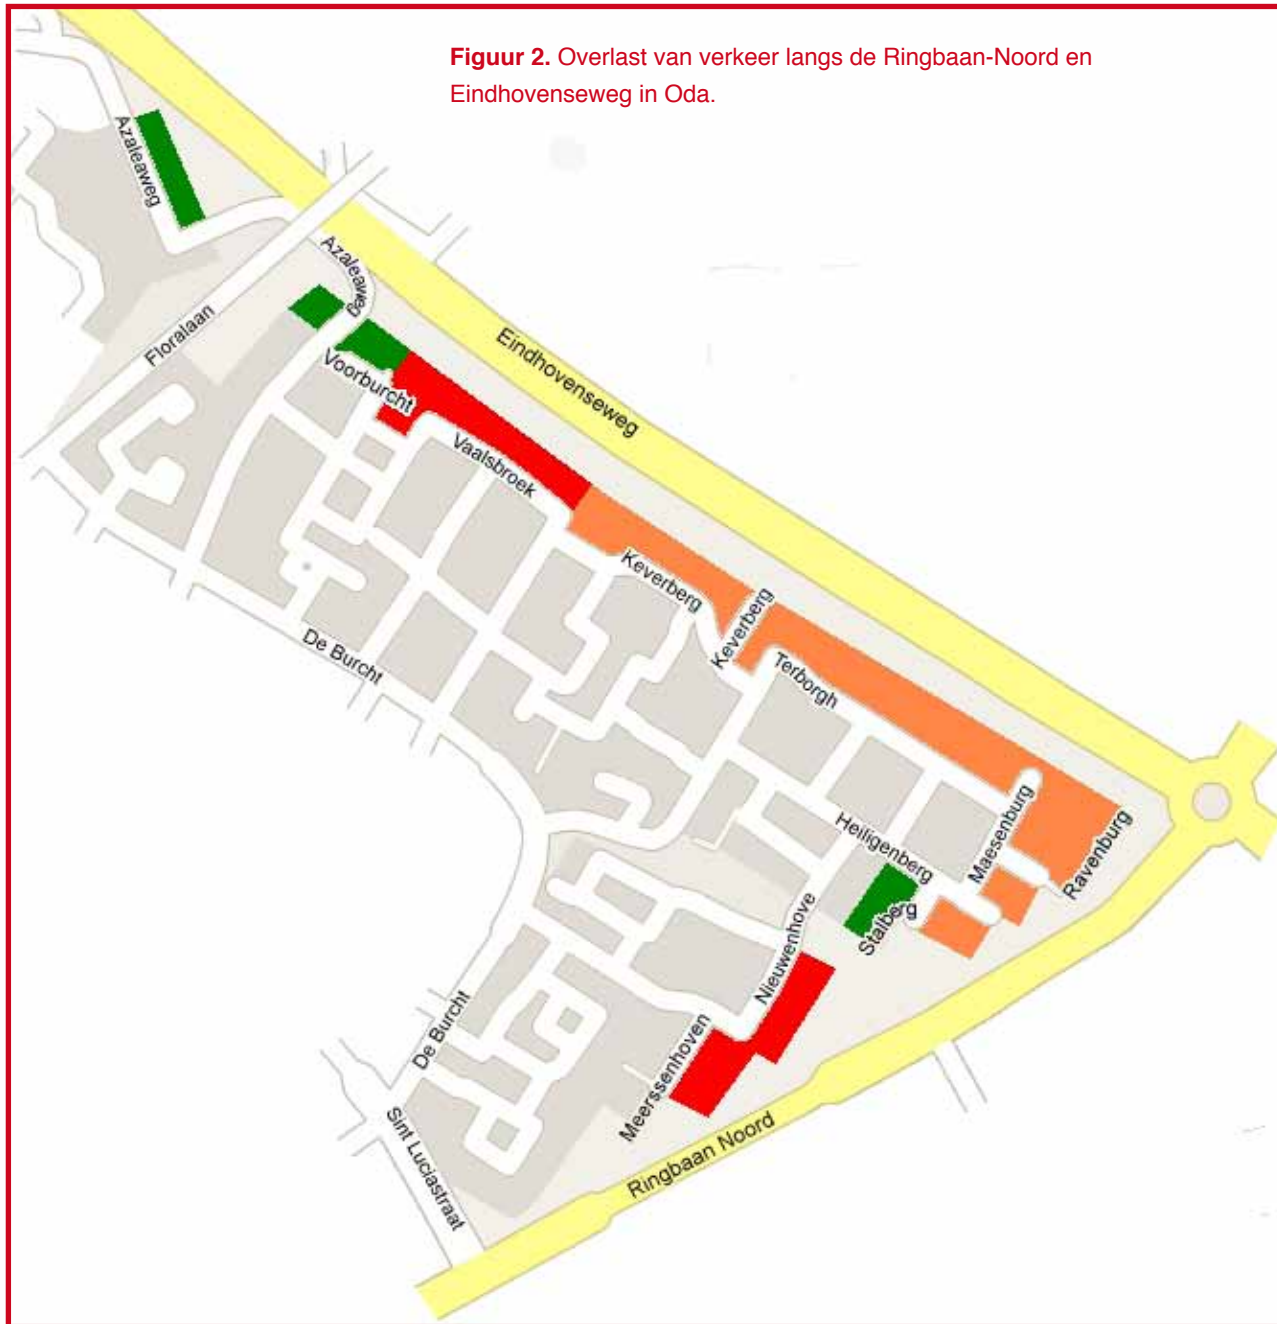 Figuur 2. Overlast van verkeer langs de Ringbaan-Noord en
Eindhovenseweg in Oda.
Azaleaweg
Azaleaweg
Floralaan
Eindhovenseweg
Voorburcht
Vaalsbroek
Keverberg
Keverberg
De Burcht
Terborgh
Heiligenberg
Maesenburg
Ravenburg
Stalberg
Nieuwenhove
De Burcht
Meerssenhoven
Sint Luciastraat
Ringbaan Noord